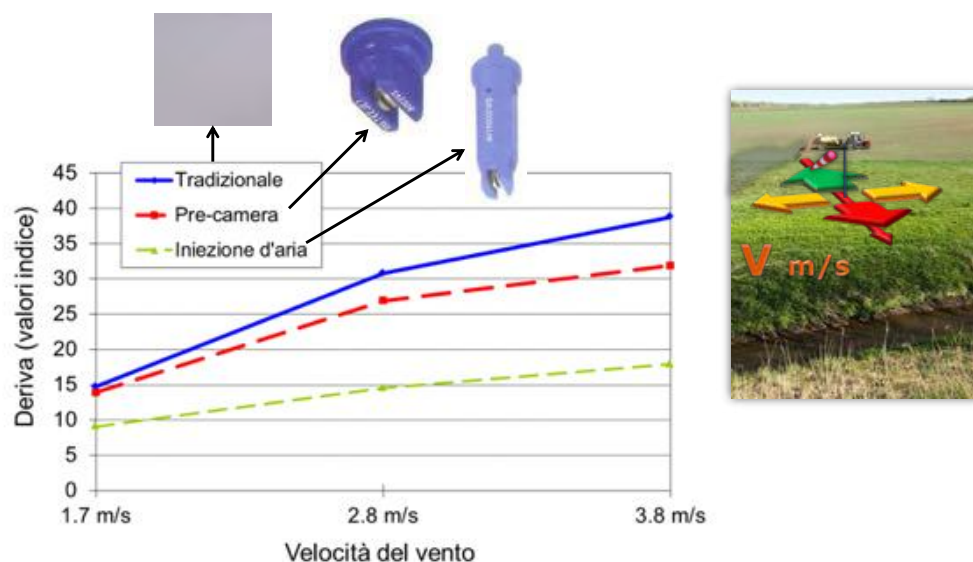 45
40
35
30
25
20
15
10
5
0
Deriva (valori indice)
Tradizionale
Pre-camera
Iniezione d'aria
1.7 m/s
2.8 m/s
3.8 m/s
Velocità del vento
V m/s